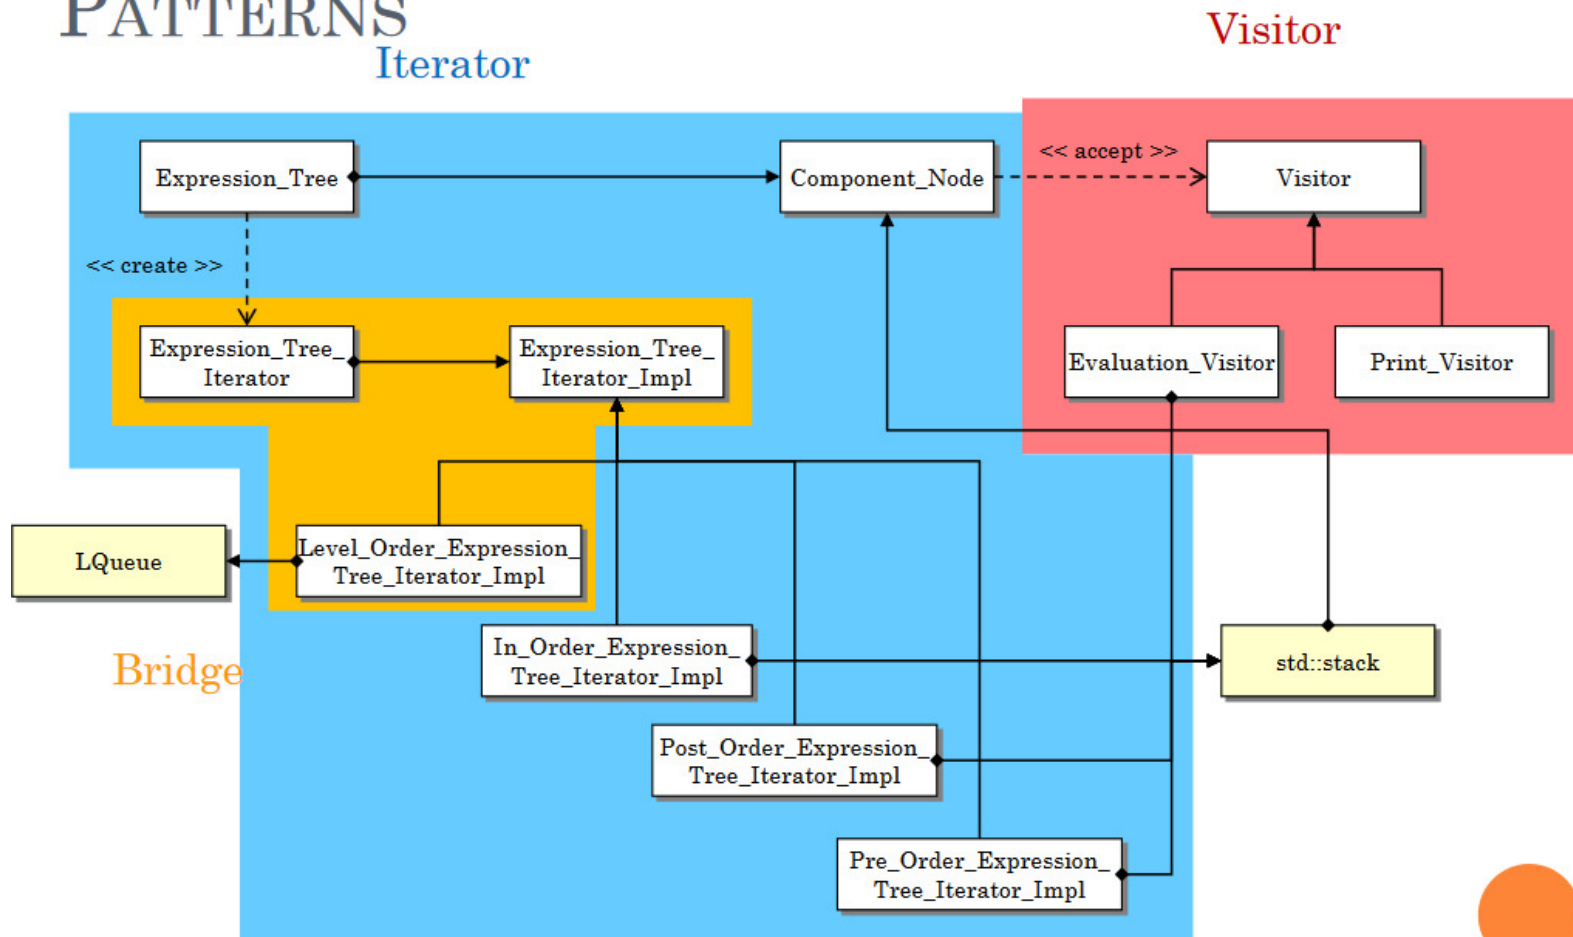 PATTERNS
Iterator
Visitor
Expression_Tree
Component_Node
<< accept >>
Visitor
<< create >>
Expression_Tree_
Iterator
Expression_Tree_
Iterator_Impl
Evaluation_Visitor
Print_Visitor
LQueue
Level_Order_Expression_
Tree_Iterator_Impl
Bridge
In_Order_Expression_
Tree_Iterator_Impl
std::stack
Post_Order_Expression_
Tree_Iterator_Impl
Pre_Order_Expression_
Tree_Iterator_Impl